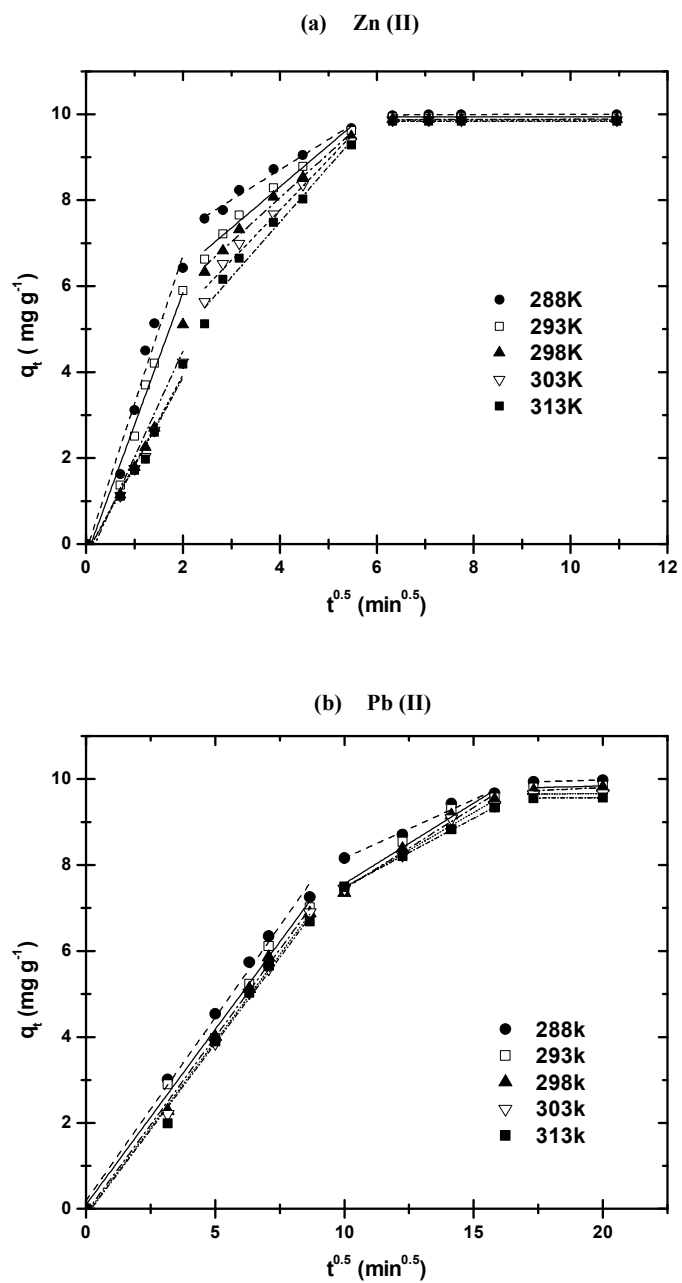 (a) Zn (II)
10
8
6
4
2
0
q_t ( mg g^-1)
288K
293K
298K
303K
313K
0 2 4 6 8 10 12
t^0.5 (min^0.5)
(b) Pb (II)
10
8
6
4
2
0
q_t (mg g^-1)
288k
293k
298k
303k
313k
0 5 10 15 20
t^0.5 (min^0.5)